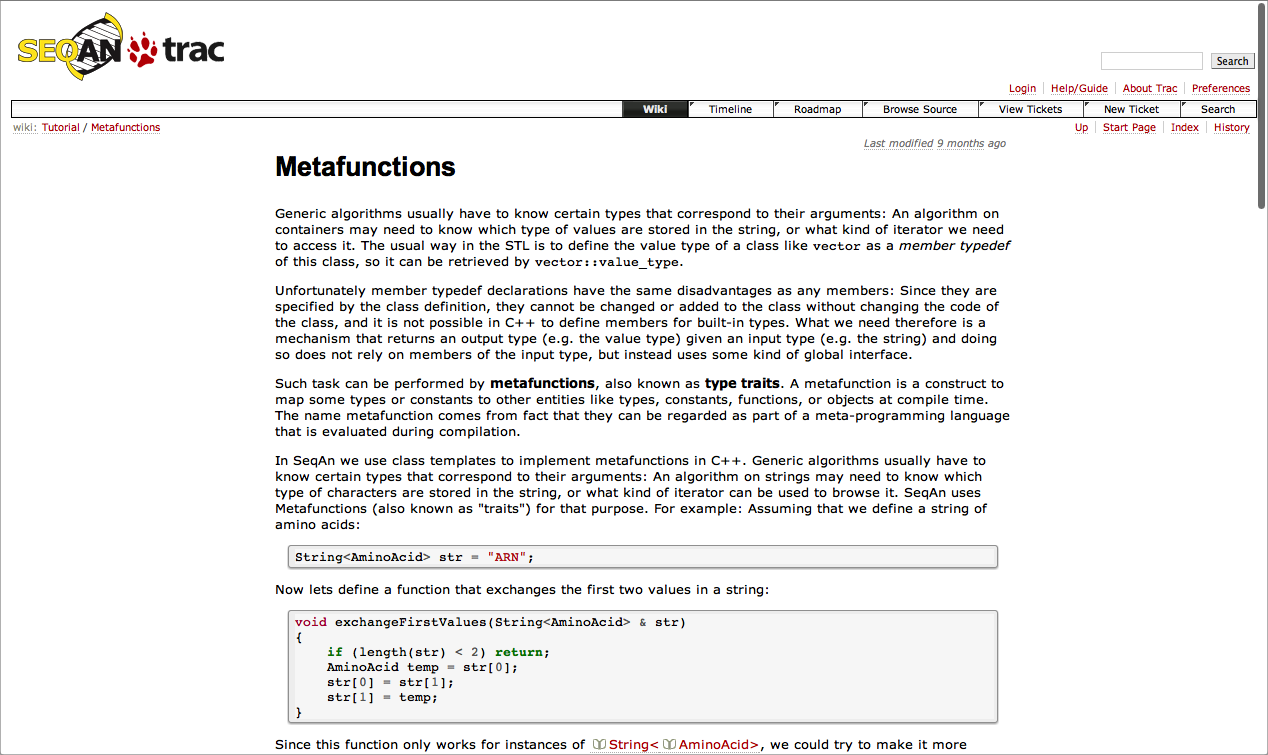 SEQAN trac
Search
Login Help/Guide About Trac Preferences
Wiki Timeline Roadmap Browse Source View Tickets New Ticket Search
wiki: Tutorial / Metafunctions Up Start Page Index History
Last modified 9 months ago
Metafunctions
Generic algorithms usually have to know certain types that correspond to their arguments: An algorithm on
containers may need to know which type of values are stored in the string, or what kind of iterator we need
to access it. The usual way in the STL is to define the value type of a class like vector as a member typedef
of this class, so it can be retrieved by vector::value_type.
Unfortunately member typedef declarations have the same disadvantages as any members: Since they are
specified by the class definition, they cannot be changed or added to the class without changing the code of
the class, and it is not possible in C++ to define members for built-in types. What we need therefore is a
mechanism that returns an output type (e.g. the value type) given an input type (e.g. the string) and doing
so does not rely on members of the input type, but instead uses some kind of global interface.
Such task can be performed by metafunctions, also known as type traits. A metafunction is a construct to
map some types or constants to other entities like types, constants, functions, or objects at compile time.
The name metafunction comes from fact that they can be regarded as part of a meta-programming language
that is evaluated during compilation.
In SeqAn we use class templates to implement metafunctions in C++. Generic algorithms usually have to
know certain types that correspond to their arguments: An algorithm on strings may need to know which
type of characters are stored in the string, or what kind of iterator can be used to browse it. SeqAn uses
Metafunctions (also known as "traits") for that purpose. For example: Assuming that we define a string of
amino acids:
String<AminoAcid> str = "ARN";
Now lets define a function that exchanges the first two values in a string:
void exchangeFirstValues(String<AminoAcid> & str)
{
if (length(str) < 2) return;
AminoAcid temp = str[0];
str[0] = str[1];
str[1] = temp;
}
Since this function only works for instances of String< AminoAcid>, we could try to make it more